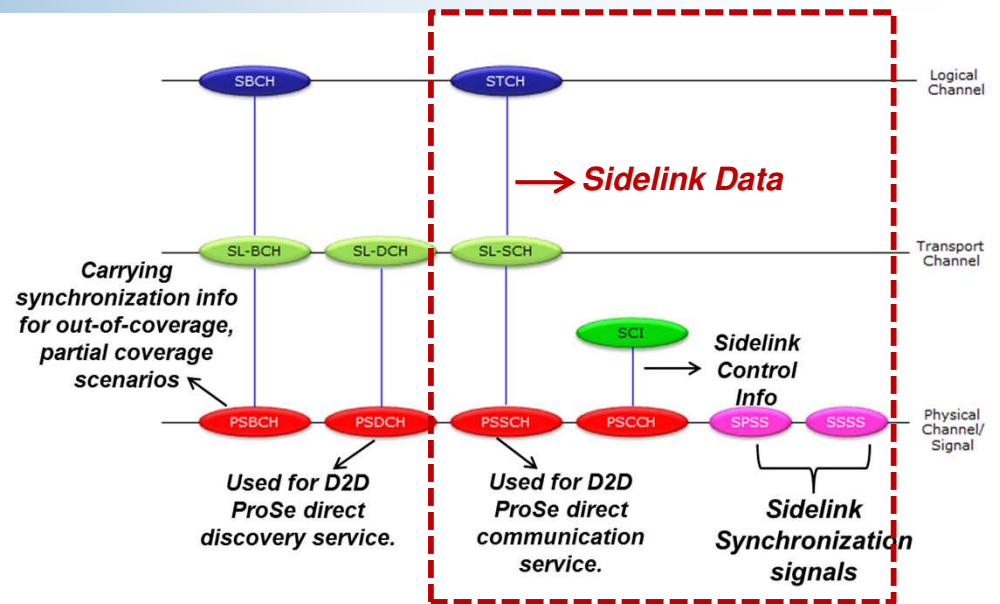 SBCH
STCH
Logical
Channel
Sidelink Data
SL-BCH
SL-DCH
SL-SCH
Transport
Channel
Carrying
synchronization info
for out-of-coverage,
partial coverage
scenarios
SCI
Sidelink
Control
Info
PSBCH
PSDCH
PSSCH
PSCCH
SPSS
SSSS
Physical
Channel/
Signal
Used for D2D
ProSe direct
discovery service.
Used for D2D
ProSe direct
communication
service.
Sidelink
Synchronization
signals